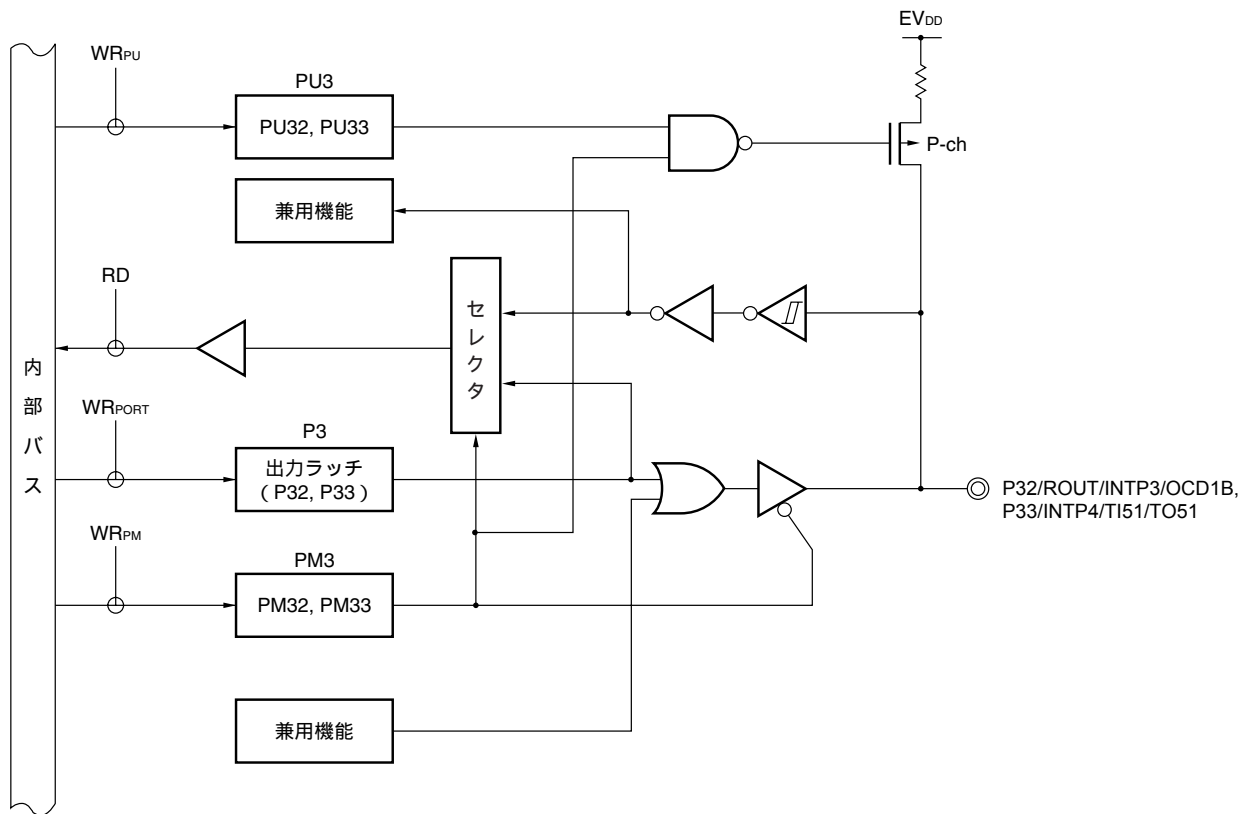 EVDD
WRPU
PU3
PU32, PU33
P-ch
兼用機能
RD
セレクタ
内部バス
WRPORT
P3
出力ラッチ
( P32, P33 )
P32/ROUT/INTP3/OCD1B,
P33/INTP4/TI51/TO51
WRPM
PM3
PM32, PM33
兼用機能